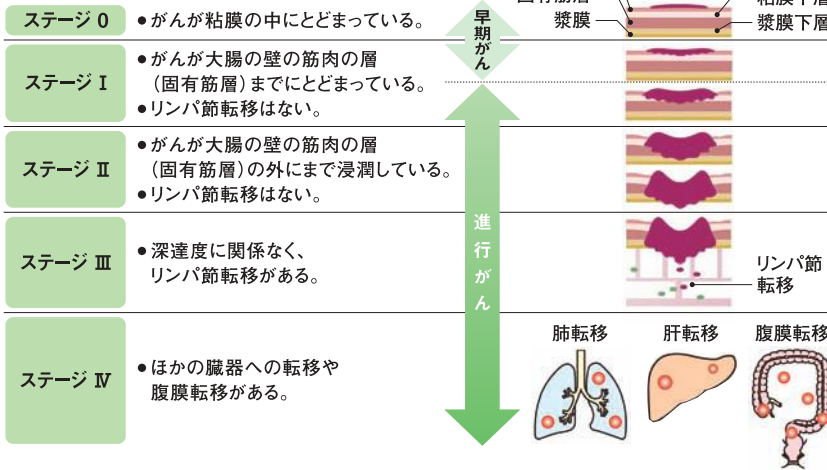 ステージ 0
●がんが粘膜の中にとどまっている。
ステージ Ⅰ
●がんが大腸の壁の筋肉の層
（固有筋層）までにとどまっている。
●リンパ節転移はない。
ステージ Ⅱ
●がんが大腸の壁の筋肉の層
（固有筋層）の外にまで浸潤している。
●リンパ節転移はない。
ステージ Ⅲ
●深達度に関係なく、
リンパ節転移がある。
ステージ Ⅳ
●ほかの臓器への転移や
腹膜転移がある。
早期がん
進行がん
漿膜
漿膜下層
リンパ節
転移
肺転移
肝転移
腹膜転移